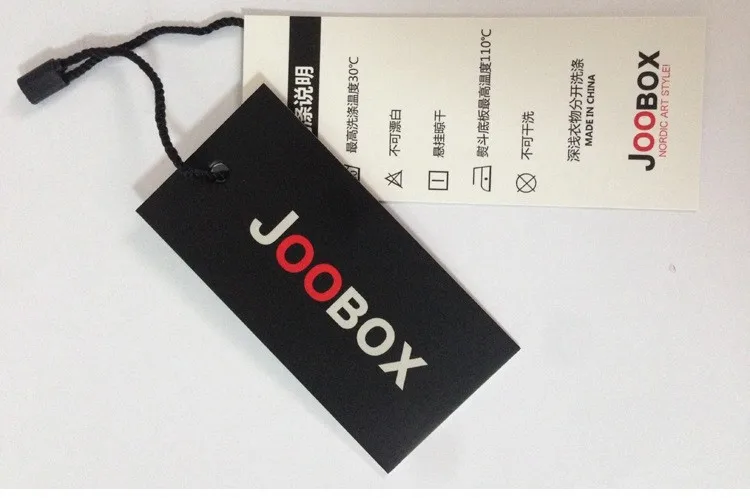 JOOBOX
涤说明
最高洗涤温度30℃
不可漂白
悬挂晾干
熨斗底板最高温度110℃
不可干洗
深浅衣物分开洗涤
MADE IN CHINA
JOOBOX
NORDIC ART STYLE!